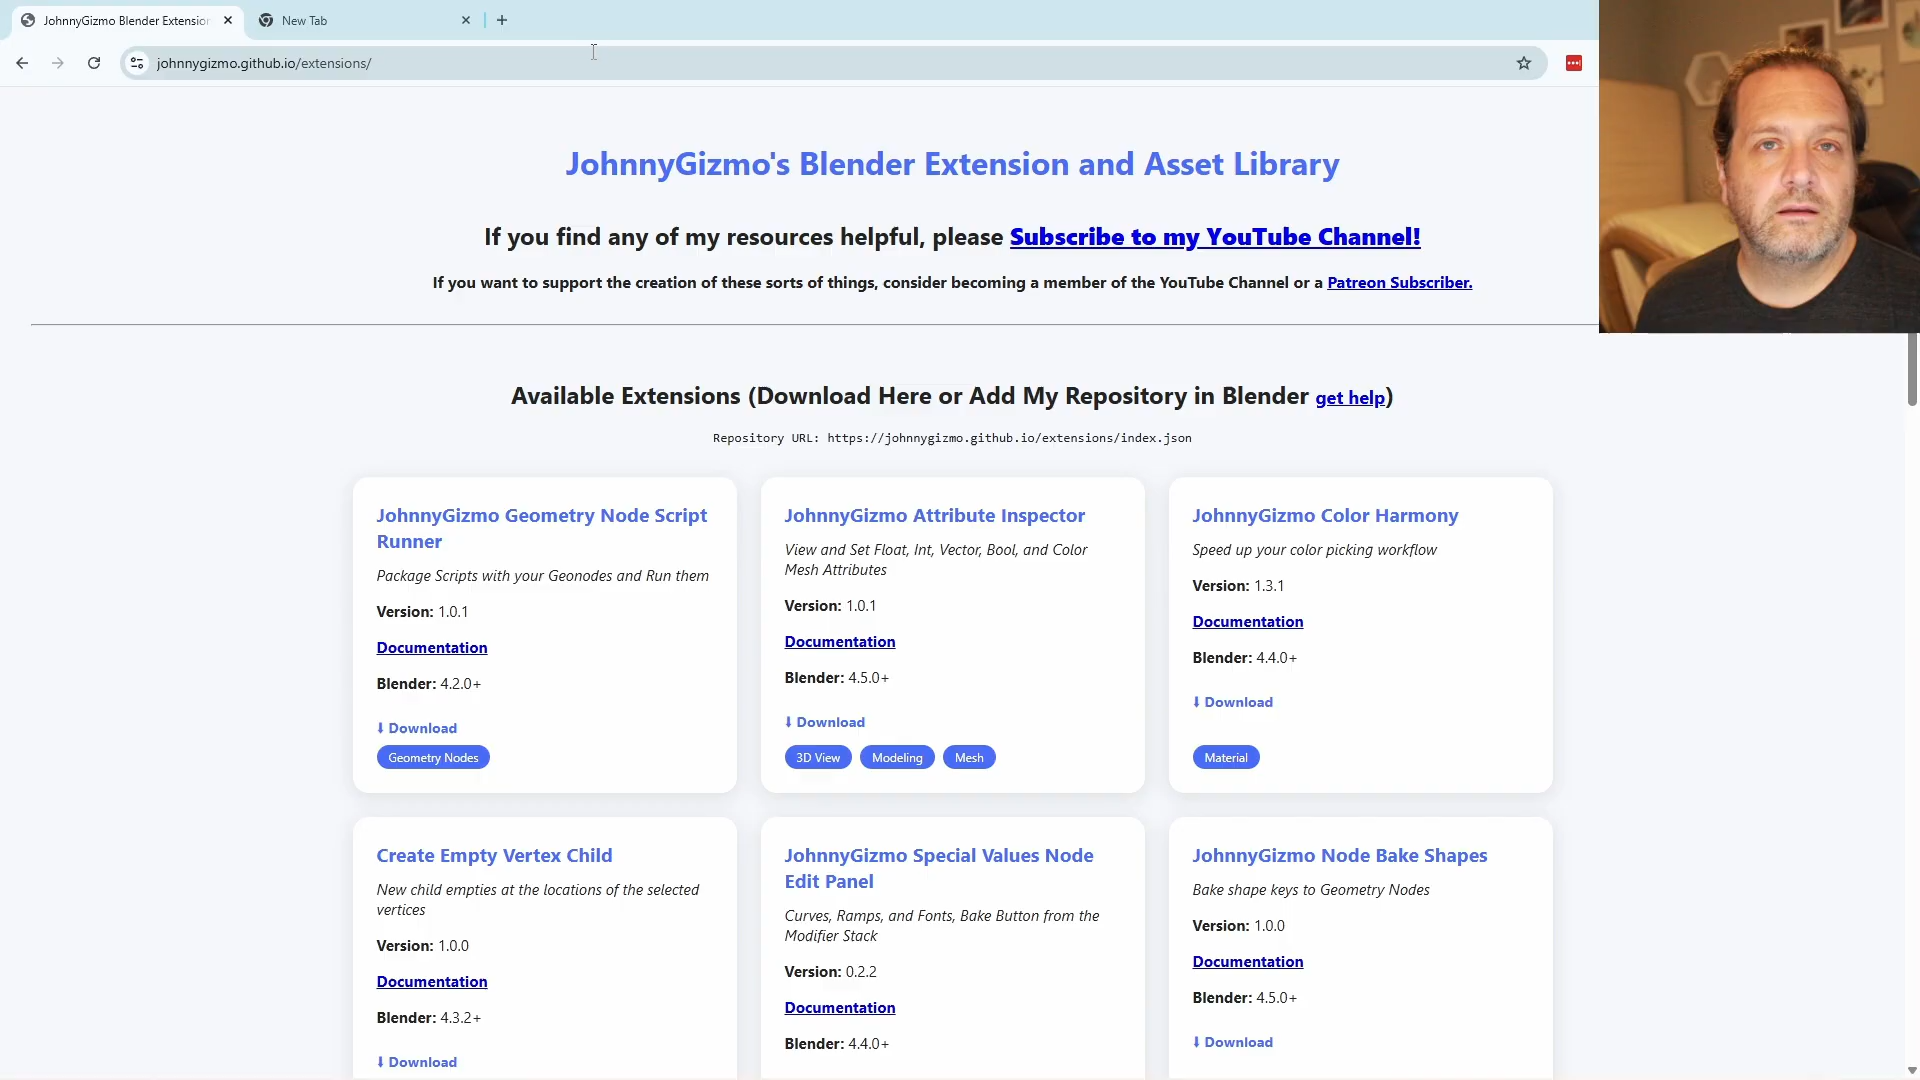 JohnnyGizmo Blender Extension
New Tab
johnnygizmo.github.io/extensions/
JohnnyGizmo's Blender Extension and Asset Library
If you find any of my resources helpful, please Subscribe to my YouTube Channel!
If you want to support the creation of these sorts of things, consider becoming a member of the YouTube Channel or a Patreon Subscriber.
Available Extensions (Download Here or Add My Repository in Blender get help)
Repository URL: https://johnnygizmo.github.io/extensions/index.json
JohnnyGizmo Geometry Node Script
Runner
Package Scripts with your Geonodes and Run them
Version: 1.0.1
Documentation
Blender: 4.2.0+
⬇ Download
Geometry Nodes
JohnnyGizmo Attribute Inspector
View and Set Float, Int, Vector, Bool, and Color
Mesh Attributes
Version: 1.0.1
Documentation
Blender: 4.5.0+
⬇ Download
3D View Modeling Mesh
JohnnyGizmo Color Harmony
Speed up your color picking workflow
Version: 1.3.1
Documentation
Blender: 4.4.0+
⬇ Download
Material
Create Empty Vertex Child
New child empties at the locations of the selected
vertices
Version: 1.0.0
Documentation
Blender: 4.3.2+
⬇ Download
JohnnyGizmo Special Values Node
Edit Panel
Curves, Ramps, and Fonts, Bake Button from the
Modifier Stack
Version: 0.2.2
Documentation
Blender: 4.4.0+
JohnnyGizmo Node Bake Shapes
Bake shape keys to Geometry Nodes
Version: 1.0.0
Documentation
Blender: 4.5.0+
⬇ Download